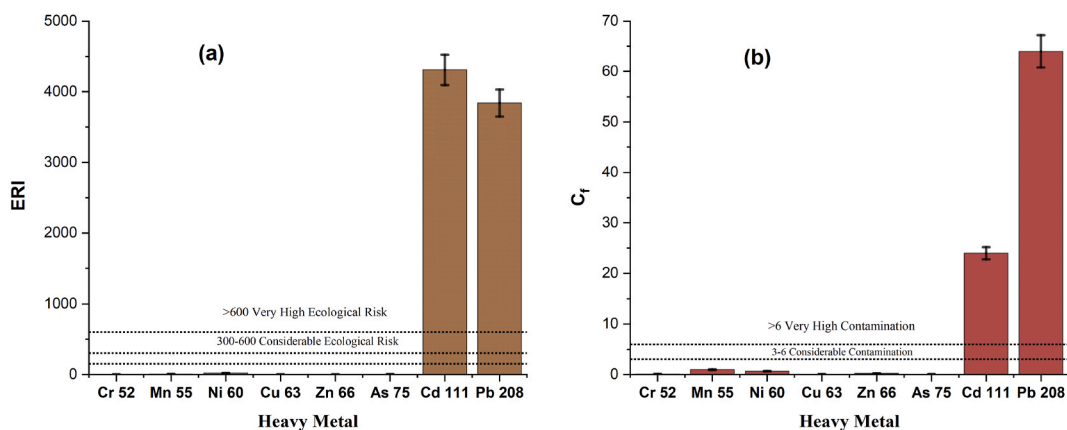 (a)
ERI
5000
4000
3000
2000
1000
0
>600 Very High Ecological Risk
300-600 Considerable Ecological Risk
Cr 52 Mn 55 Ni 60 Cu 63 Zn 66 As 75 Cd 111 Pb 208
Heavy Metal
(b)
Cf
70
60
50
40
30
20
10
0
>6 Very High Contamination
3-6 Considerable Contamination
Cr 52 Mn 55 Ni 60 Cu 63 Zn 66 As 75 Cd 111 Pb 208
Heavy Metal